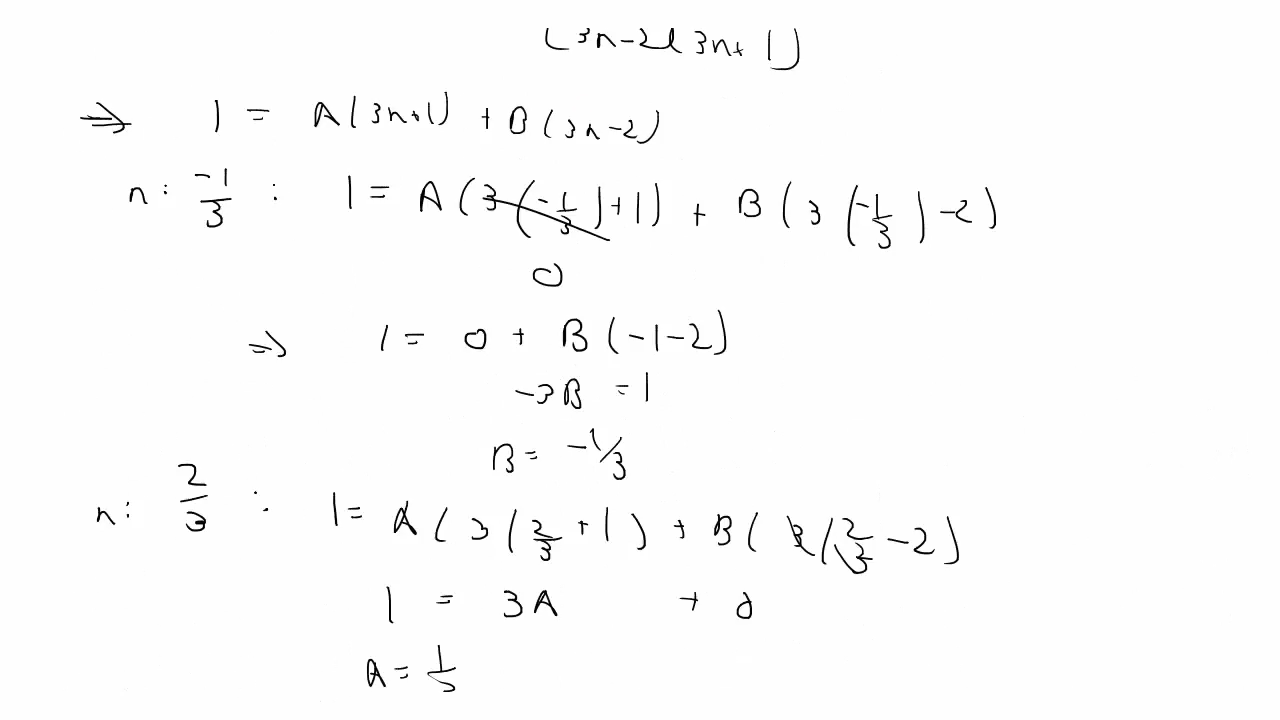 (3n-2)(3n+1)
⇒ 1 = A(3n+1) + B(3n-2)
n: -1/3 : 1 = A(3(-1/3)+1) + B(3(-1/3)-2)
0
⇒ 1 = 0 + B(-1-2)
-3B = 1
B = -1/3
n: 2/3 : 1 = A(3(2/3+1) + B(3(2/3-2)
1 = 3A + 0
A = 1/3